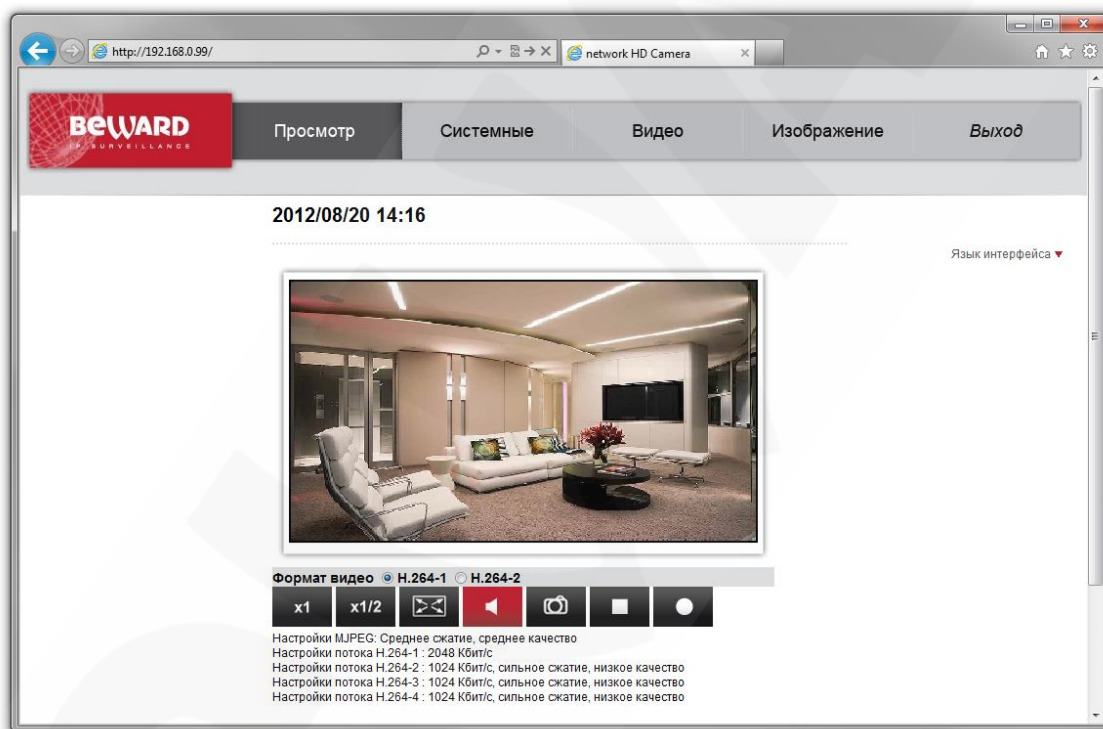 http://192.168.0.99/
network HD Camera
BEWARD
IP SURVEILLANCE
Просмотр
Системные
Видео
Изображение
Выход
2012/08/20 14:16
Язык интерфейса
Формат видео H.264-1 H.264-2
x1
x1/2
Настройки MJPEG: Среднее сжатие, среднее качество
Настройки потока H.264-1 : 2048 Кбит/с
Настройки потока H.264-2 : 1024 Кбит/с, сильное сжатие, низкое качество
Настройки потока H.264-3 : 1024 Кбит/с, сильное сжатие, низкое качество
Настройки потока H.264-4 : 1024 Кбит/с, сильное сжатие, низкое качество